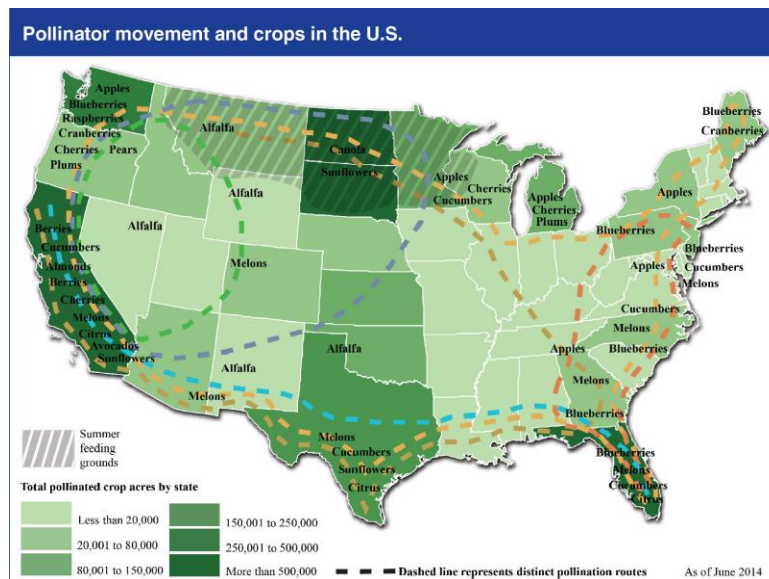 Pollinator movement and crops in the U.S.
Apples
Blueberries
Raspberries
Cranberries
Cherries Pears
Plums
Alfalfa
Canola
Sunflowers
Alfalfa
Alfalfa
Melons
Berries
Cucumbers
Almonds
Berries
Cherries
Melons
Citrus
Avocados
Sunflowers
Melons
Alfalfa
Alfalfa
Melons
Cucumbers
Sunflowers
Citrus
Apples
Cucumbers
Cherries
Apples
Cherries
Plums
Blueberries
Cranberries
Apples
Blueberries
Blueberries
Cucumbers
Melons
Apples
Cucumbers
Melons
Blueberries
Apples
Melons
Blueberries
Blueberries
Melons
Cucumbers
Citrus
Summer
feeding
grounds
Total pollinated crop acres by state
Less than 20,000
20,001 to 80,000
80,001 to 150,000
150,001 to 250,000
250,001 to 500,000
More than 500,000
Dashed line represents distinct pollination routes
As of June 2014